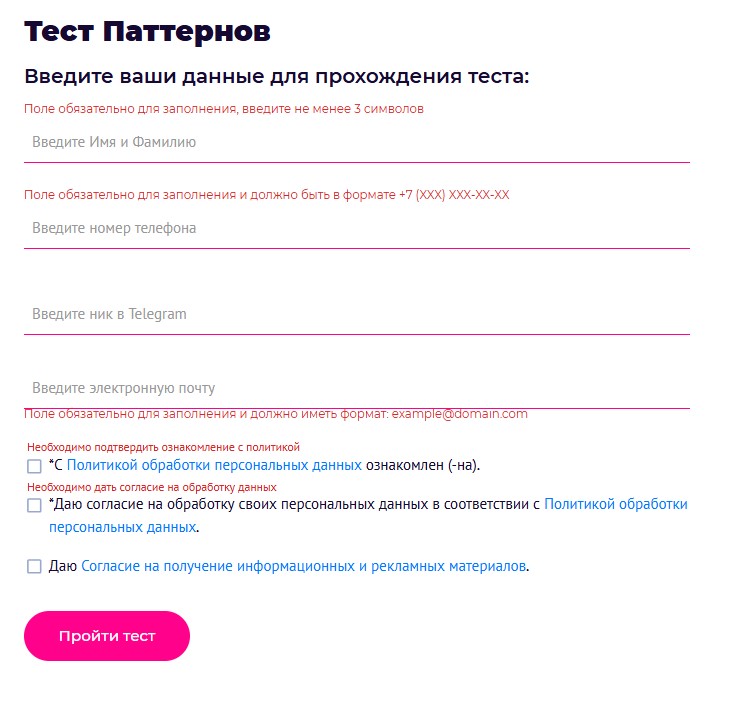 Тест Паттернов
Введите ваши данные для прохождения теста:
Поле обязательно для заполнения, введите не менее 3 символов
Введите Имя и Фамилию
Поле обязательно для заполнения и должно быть в формате +7 (XXX) XXX-XX-XX
Введите номер телефона
Введите ник в Telegram
Введите электронную почту
Поле обязательно для заполнения и должно иметь формат: example@domain.com
Необходимо подтвердить ознакомление с политикой
*С Политикой обработки персональных данных ознакомлен (-на).
Необходимо дать согласие на обработку данных
*Даю согласие на обработку своих персональных данных в соответствии с Политикой обработки
персональных данных.
Даю Согласие на получение информационных и рекламных материалов.
Пройти тест